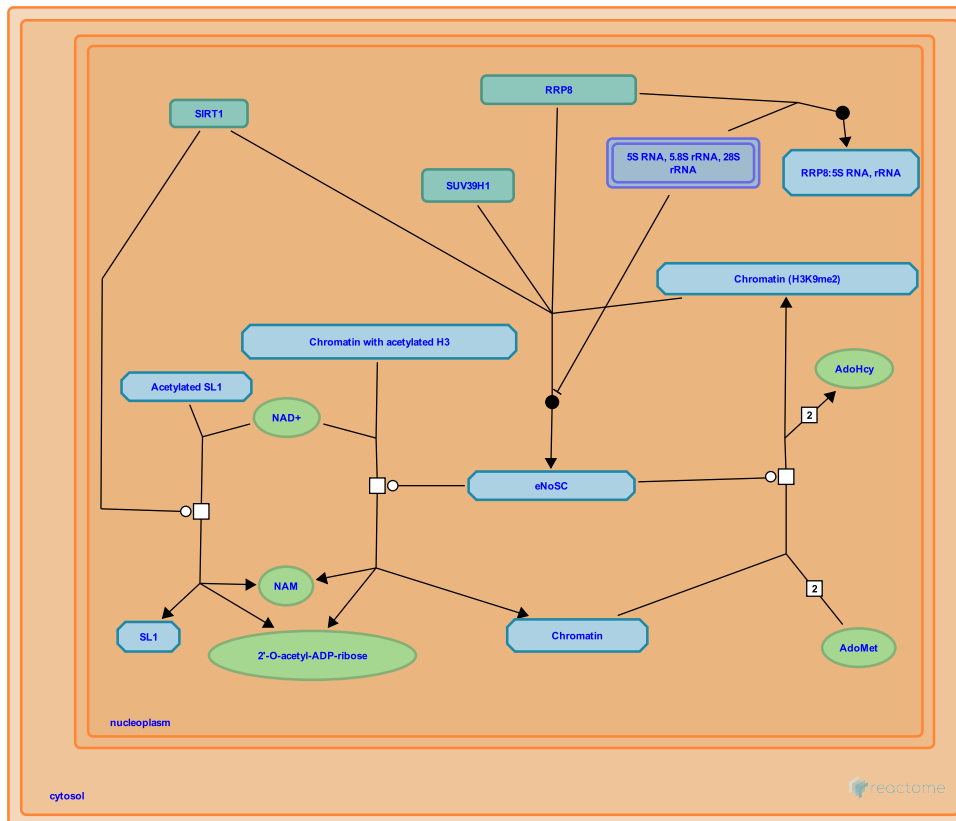 RRP8
SIRT1
5S RNA, 5.8S rRNA, 28S
rRNA
RRP8:5S RNA, rRNA
SUV39H1
Chromatin (H3K9me2)
Chromatin with acetylated H3
AdoHcy
Acetylated SL1
NAD+
2
eNoSC
NAM
2
SL1
Chromatin
2'-O-acetyl-ADP-ribose
AdoMet
nucleoplasm
cytosol
reactome